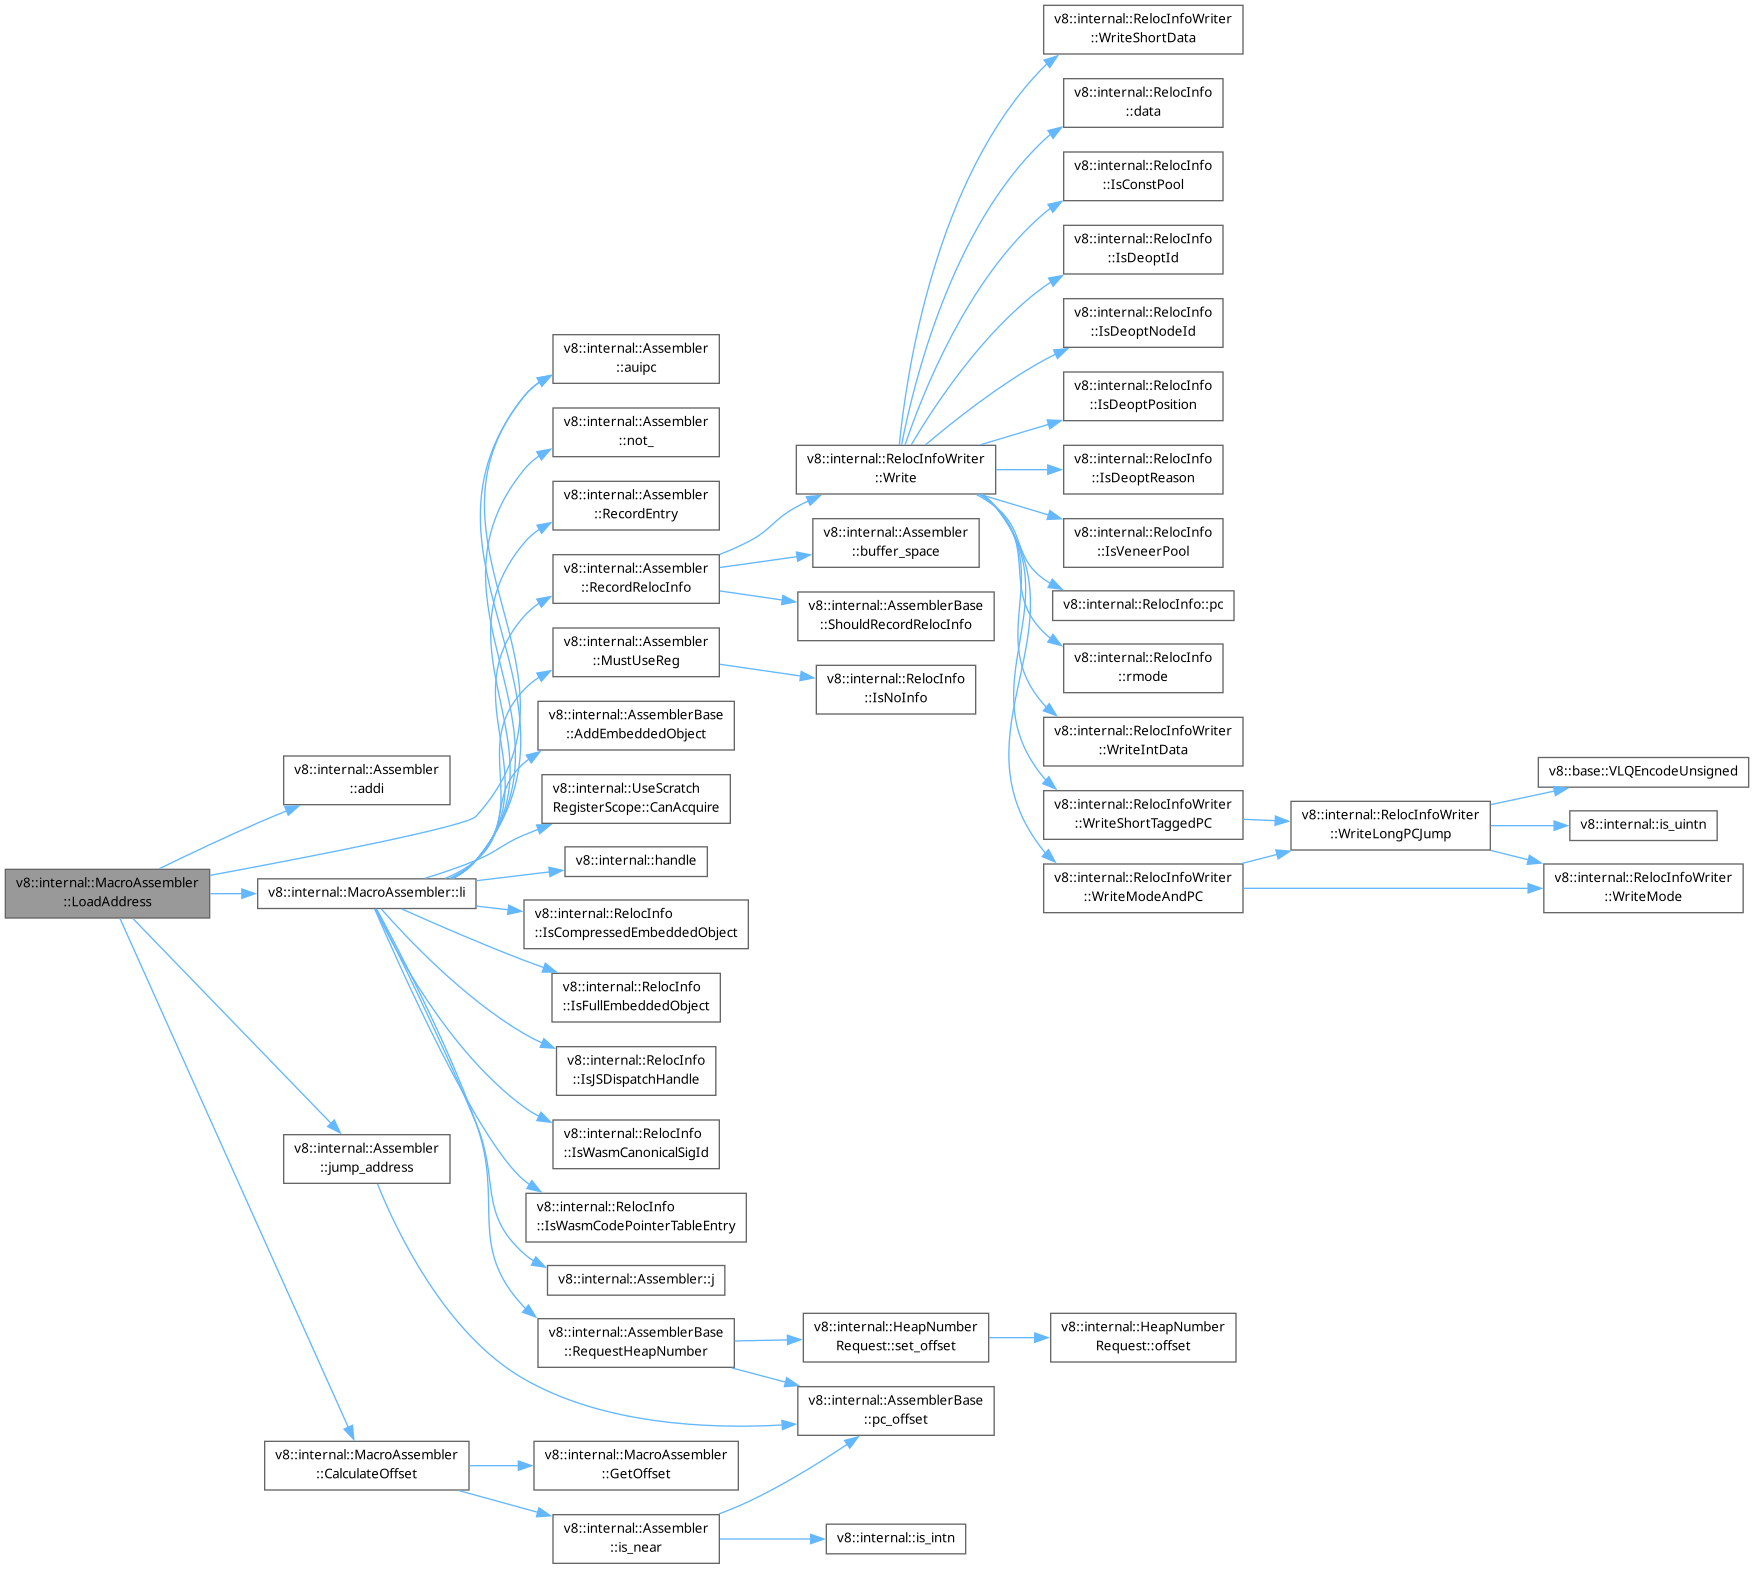 v8::internal::MacroAssembler
::LoadAddress
v8::internal::Assembler
::addi
v8::internal::MacroAssembler::li
v8::internal::Assembler
::jump_address
v8::internal::MacroAssembler
::CalculateOffset
v8::internal::Assembler
::auipc
v8::internal::Assembler
::not_
v8::internal::Assembler
::RecordEntry
v8::internal::Assembler
::RecordRelocInfo
v8::internal::Assembler
::MustUseReg
v8::internal::AssemblerBase
::AddEmbeddedObject
v8::internal::UseScratch
RegisterScope::CanAcquire
v8::internal::handle
v8::internal::RelocInfo
::IsCompressedEmbeddedObject
v8::internal::RelocInfo
::IsFullEmbeddedObject
v8::internal::RelocInfo
::IsJSDispatchHandle
v8::internal::RelocInfo
::IsWasmCanonicalSigId
v8::internal::RelocInfo
::IsWasmCodePointerTableEntry
v8::internal::Assembler::j
v8::internal::AssemblerBase
::RequestHeapNumber
v8::internal::MacroAssembler
::GetOffset
v8::internal::Assembler
::is_near
v8::internal::RelocInfoWriter
::Write
v8::internal::Assembler
::buffer_space
v8::internal::AssemblerBase
::ShouldRecordRelocInfo
v8::internal::RelocInfo
::IsNoInfo
v8::internal::HeapNumber
Request::set_offset
v8::internal::AssemblerBase
::pc_offset
v8::internal::is_intn
v8::internal::RelocInfoWriter
::WriteShortData
v8::internal::RelocInfo
::data
v8::internal::RelocInfo
::IsConstPool
v8::internal::RelocInfo
::IsDeoptId
v8::internal::RelocInfo
::IsDeoptNodeId
v8::internal::RelocInfo
::IsDeoptPosition
v8::internal::RelocInfo
::IsDeoptReason
v8::internal::RelocInfo
::IsVeneerPool
v8::internal::RelocInfo::pc
v8::internal::RelocInfo
::rmode
v8::internal::RelocInfoWriter
::WriteIntData
v8::internal::RelocInfoWriter
::WriteShortTaggedPC
v8::internal::RelocInfoWriter
::WriteModeAndPC
v8::internal::HeapNumber
Request::offset
v8::internal::RelocInfoWriter
::WriteLongPCJump
v8::base::VLQEncodeUnsigned
v8::internal::is_uintn
v8::internal::RelocInfoWriter
::WriteMode